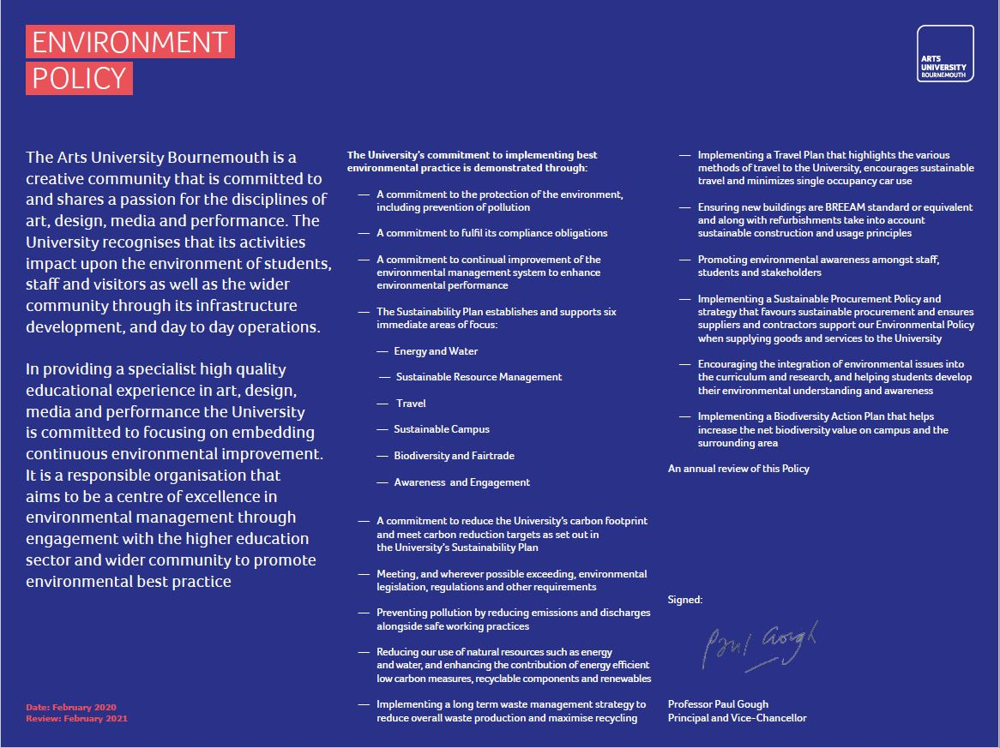 ENVIRONMENT
POLICY
ARTS
UNIVERSITY
BOURNEMOUTH
The Arts University Bournemouth is a
creative community that is committed to
and shares a passion for the disciplines of
art, design, media and performance. The
University recognises that its activities
impact upon the environment of students,
staff and visitors as well as the wider
community through its infrastructure
development, and day to day operations.
In providing a specialist high quality
educational experience in art, design,
media and performance the University
is committed to focusing on embedding
continuous environmental improvement.
It is a responsible organisation that
aims to be a centre of excellence in
environmental management through
engagement with the higher education
sector and wider community to promote
environmental best practice
Date: February 2020
Review: February 2021
The University's commitment to implementing best
environmental practice is demonstrated through:
— A commitment to the protection of the environment,
including prevention of pollution
— A commitment to fulfil its compliance obligations
— A commitment to continual improvement of the
environmental management system to enhance
environmental performance
— The Sustainability Plan establishes and supports six
immediate areas of focus:
— Energy and Water
— Sustainable Resource Management
— Travel
— Sustainable Campus
— Biodiversity and Fairtrade
— Awareness and Engagement
— A commitment to reduce the University's carbon footprint
and meet carbon reduction targets as set out in
the University's Sustainability Plan
— Meeting, and wherever possible exceeding, environmental
legislation, regulations and other requirements
— Preventing pollution by reducing emissions and discharges
alongside safe working practices
— Reducing our use of natural resources such as energy
and water, and enhancing the contribution of energy efficient
low carbon measures, recyclable components and renewables
— Implementing a long term waste management strategy to
reduce overall waste production and maximise recycling
— Implementing a Travel Plan that highlights the various
methods of travel to the University, encourages sustainable
travel and minimizes single occupancy car use
— Ensuring new buildings are BREEAM standard or equivalent
and along with refurbishments take into account
sustainable construction and usage principles
— Promoting environmental awareness amongst staff,
students and stakeholders
— Implementing a Sustainable Procurement Policy and
strategy that favours sustainable procurement and ensures
suppliers and contractors support our Environmental Policy
when supplying goods and services to the University
— Encouraging the integration of environmental issues into
the curriculum and research, and helping students develop
their environmental understanding and awareness
— Implementing a Biodiversity Action Plan that helps
increase the net biodiversity value on campus and the
surrounding area
An annual review of this Policy
Signed:
Paul Gough
Professor Paul Gough
Principal and Vice-Chancellor